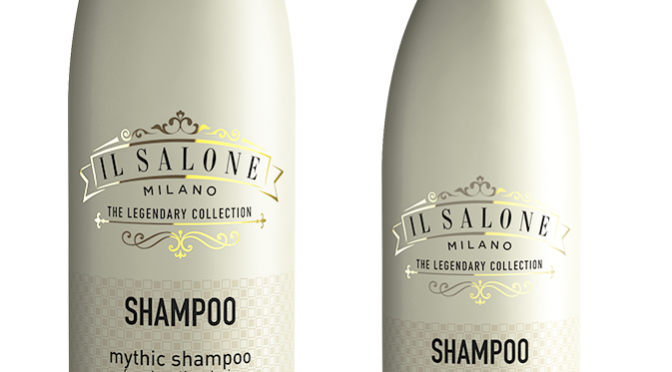 IL SALONE
MILANO
THE LEGENDARY COLLECTION
SHAMPOO
mythic shampoo
IL SALONE
MILANO
THE LEGENDARY COLLECTION
SHAMPOO